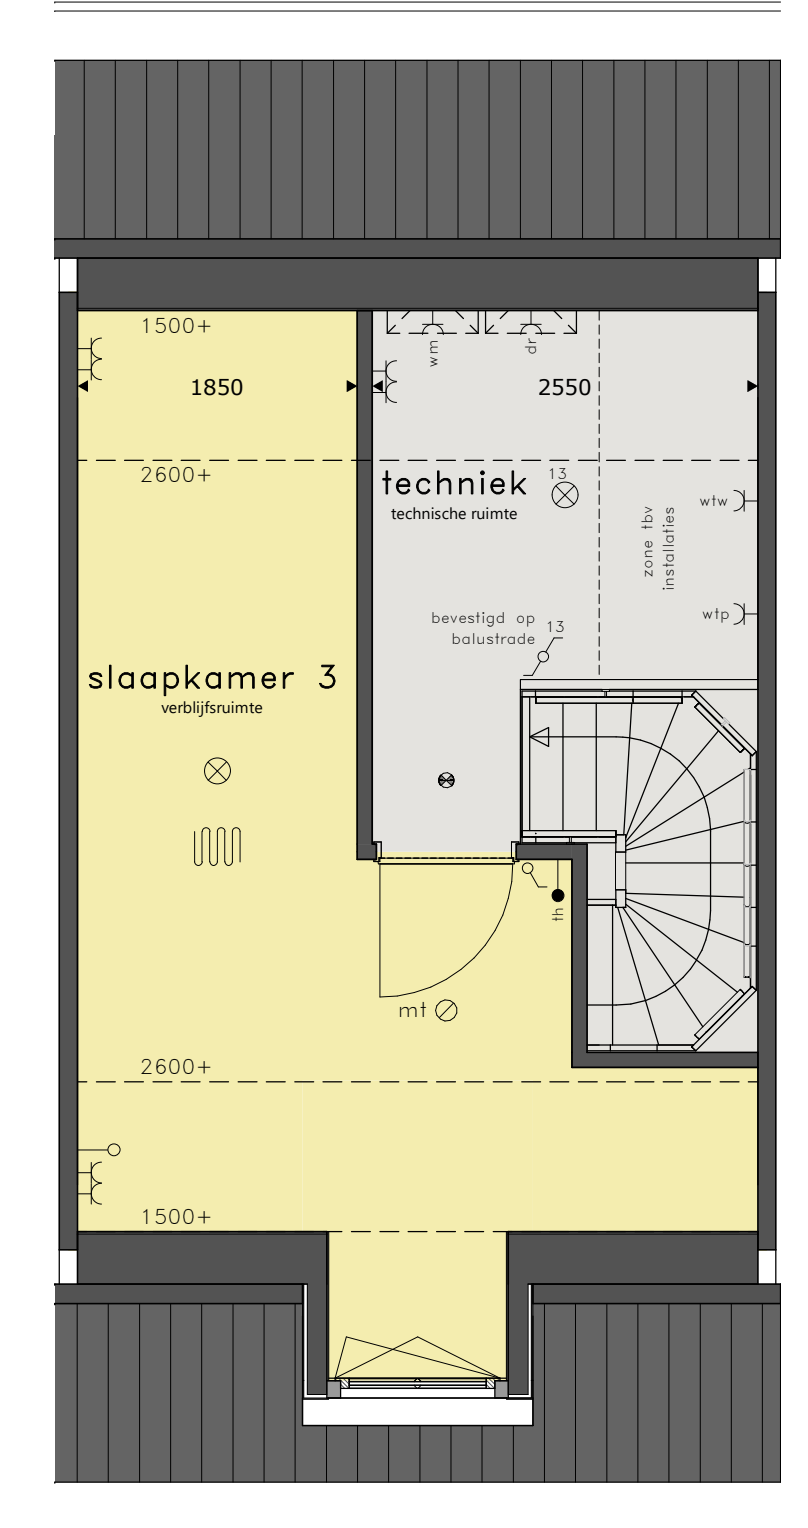 1500+
wm
dr
1850
2550
2600+
techniek
13
technische ruimte
wtw
zone tbv
installaties
wtp
bevestigd op
balustrade
13
slaapkamer 3
verblijfsruimte
th
mt
2600+
1500+